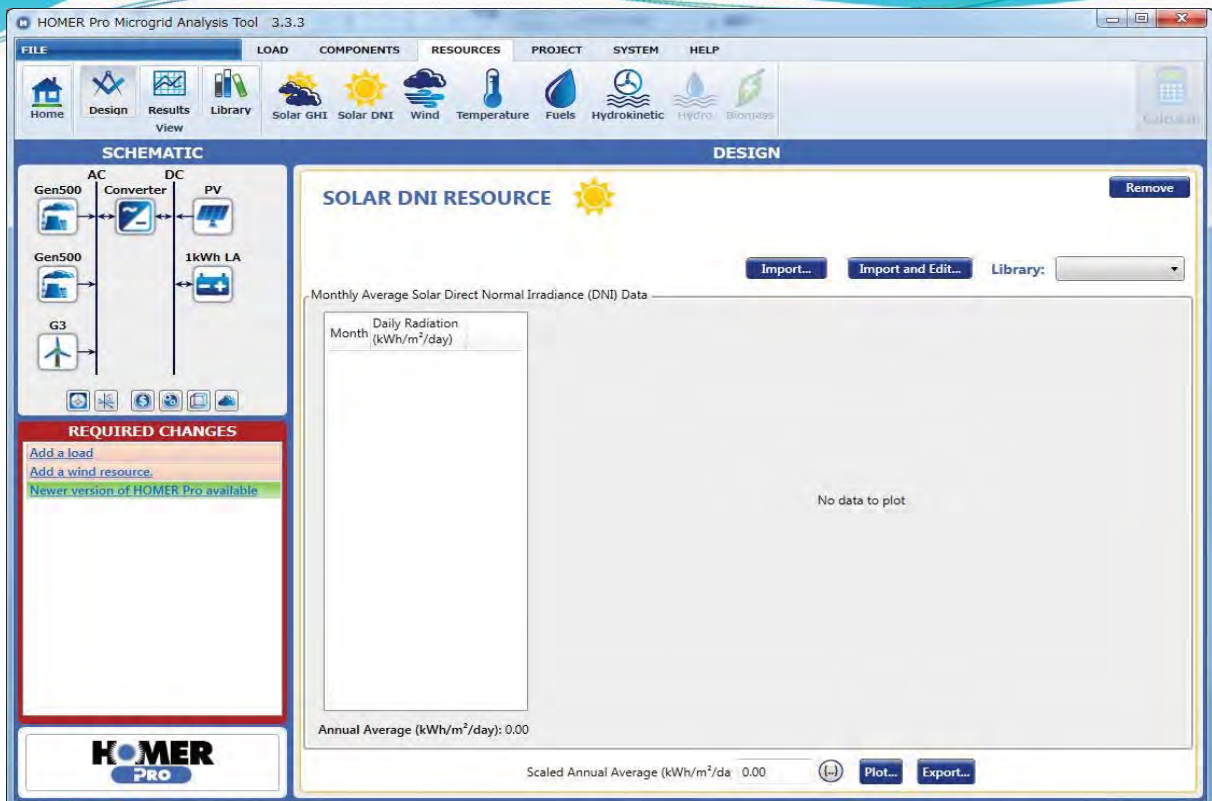 HOMER Pro Microgrid Analysis Tool 3.3.3
FILE LOAD COMPONENTS RESOURCES PROJECT SYSTEM HELP
Home Design Results Library Solar GHI Solar DNI Wind Temperature Fuels Hydrokinetic Hydro Biomass Calculate
View
SCHEMATIC
DESIGN
AC DC
Gen500 Converter PV
Gen500 1kWh LA
G3
REQUIRED CHANGES
Add a load
Add a wind resource.
Newer version of HOMER Pro available
HOMER
PRO
SOLAR DNI RESOURCE
Remove
Import... Import and Edit... Library:
Monthly Average Solar Direct Normal Irradiance (DNI) Data
Month Daily Radiation
(kWh/m²/day)
No data to plot
Annual Average (kWh/m²/day): 0.00
Scaled Annual Average (kWh/m²/da 0.00 {..} Plot... Export...